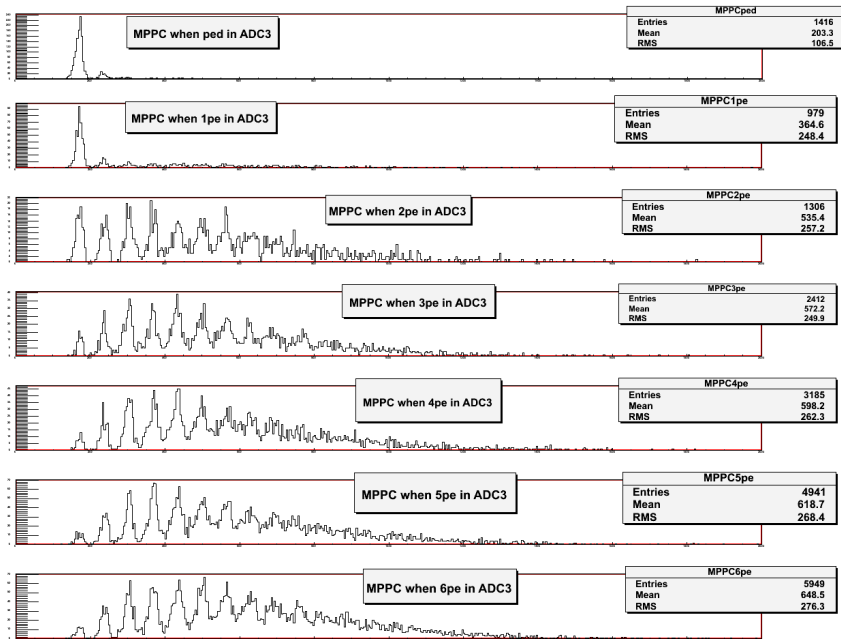 MPPC when ped in ADC3
MPPCped
Entries 1416
Mean 203.3
RMS 106.5
MPPC when 1pe in ADC3
MPPC1pe
Entries 979
Mean 364.6
RMS 248.4
MPPC when 2pe in ADC3
MPPC2pe
Entries 1306
Mean 535.4
RMS 257.2
MPPC when 3pe in ADC3
MPPC3pe
Entries 2412
Mean 572.2
RMS 249.9
MPPC when 4pe in ADC3
MPPC4pe
Entries 3185
Mean 598.2
RMS 262.3
MPPC when 5pe in ADC3
MPPC5pe
Entries 4941
Mean 618.7
RMS 268.4
MPPC when 6pe in ADC3
MPPC6pe
Entries 5949
Mean 648.5
RMS 276.3